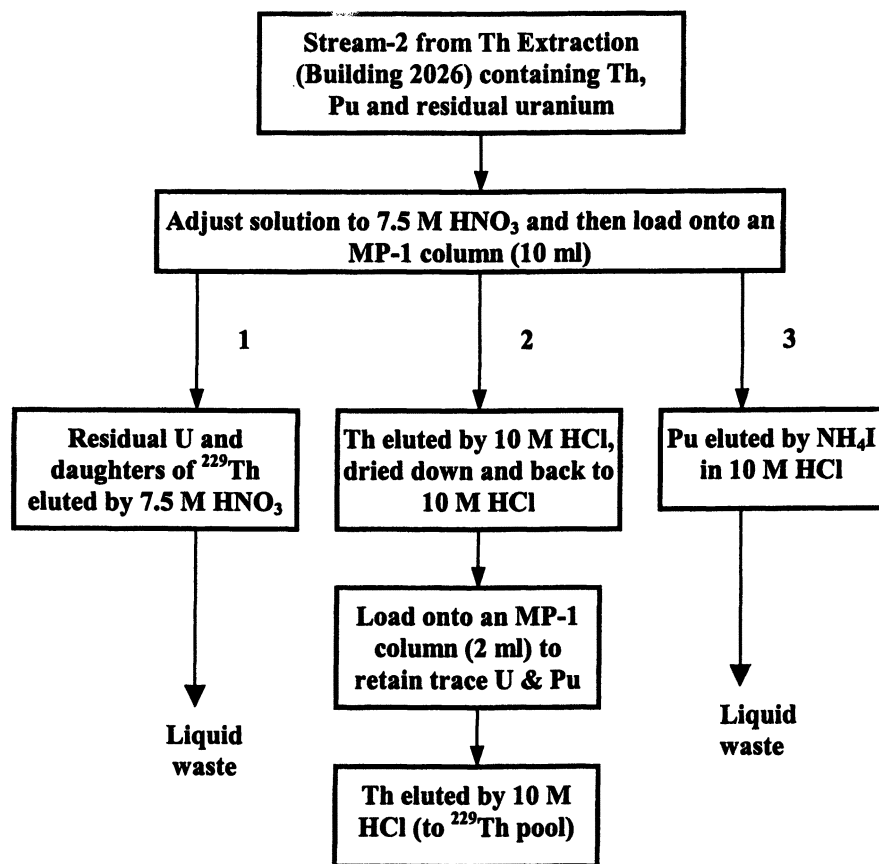 Stream-2 from Th Extraction
(Building 2026) containing Th,
Pu and residual uranium
Adjust solution to 7.5 M HNO₃ and then load onto an
MP-1 column (10 ml)
1
2
3
Residual U and
daughters of ²²⁹Th
eluted by 7.5 M HNO₃
Th eluted by 10 M HCl,
dried down and back to
10 M HCl
Pu eluted by NH₄I
in 10 M HCl
Load onto an MP-1
column (2 ml) to
retain trace U & Pu
Liquid
waste
Liquid
waste
Th eluted by 10 M
HCl (to ²²⁹Th pool)